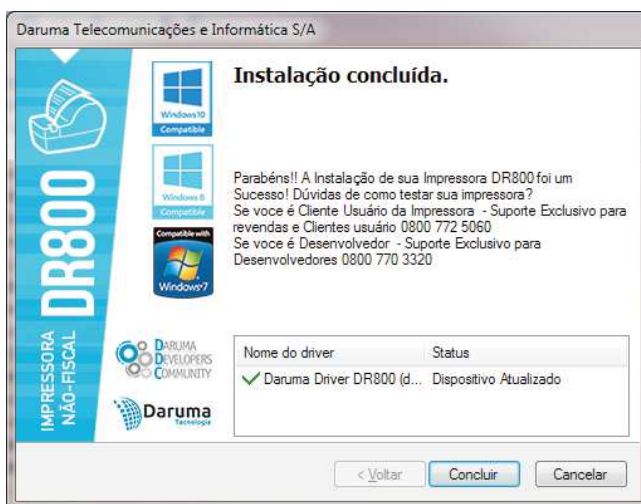 Daruma Telecomunicações e Informática S/A
IMPRESSORA
NÃO-FISCAL
DR800
Windows10
Compatible
Windows 8
Compatible
Compatible with
Windows 7
DARUMA
DEVELOPERS
COMMUNITY
Daruma
Tecnologia
Instalação concluída.
Parabéns!! A Instalação de sua Impressora DR800 foi um
Sucesso! Dúvidas de como testar sua impressora?
Se voce é Cliente Usuário da Impressora - Suporte Exclusivo para
revendas e Clientes usuário 0800 772 5060
Se voce é Desenvolvedor - Suporte Exclusivo para
Desenvolvedores 0800 770 3320
Nome do driver Status
Daruma Driver DR800 (d... Dispositivo Atualizado
< Voltar Concluir Cancelar